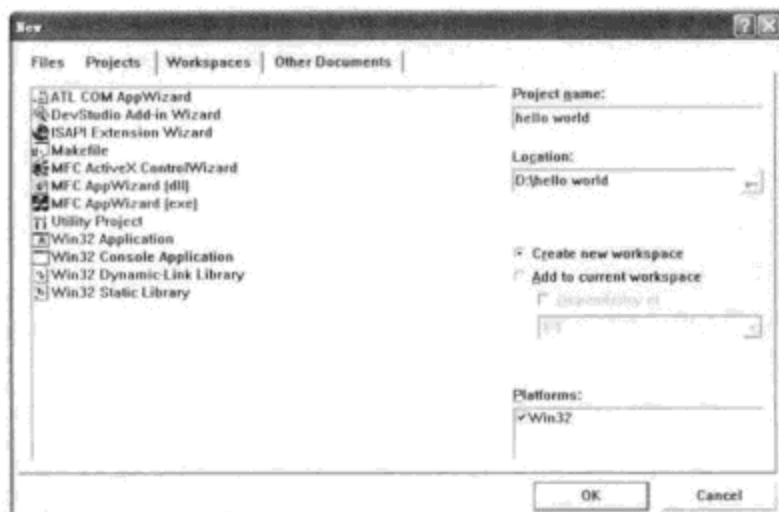 New
Files Projects Workspaces Other Documents
ATL COM AppWizard
DevStudio Add-in Wizard
ISAPI Extension Wizard
Makefile
MFC ActiveX ControlWizard
MFC AppWizard (dll)
MFC AppWizard (exe)
Utility Project
Win32 Application
Win32 Console Application
Win32 Dynamic-Link Library
Win32 Static Library
Project name:
hello world
Location:
D:\hello world
...
Create new workspace
Add to current workspace
Platforms:
Win32
OK Cancel